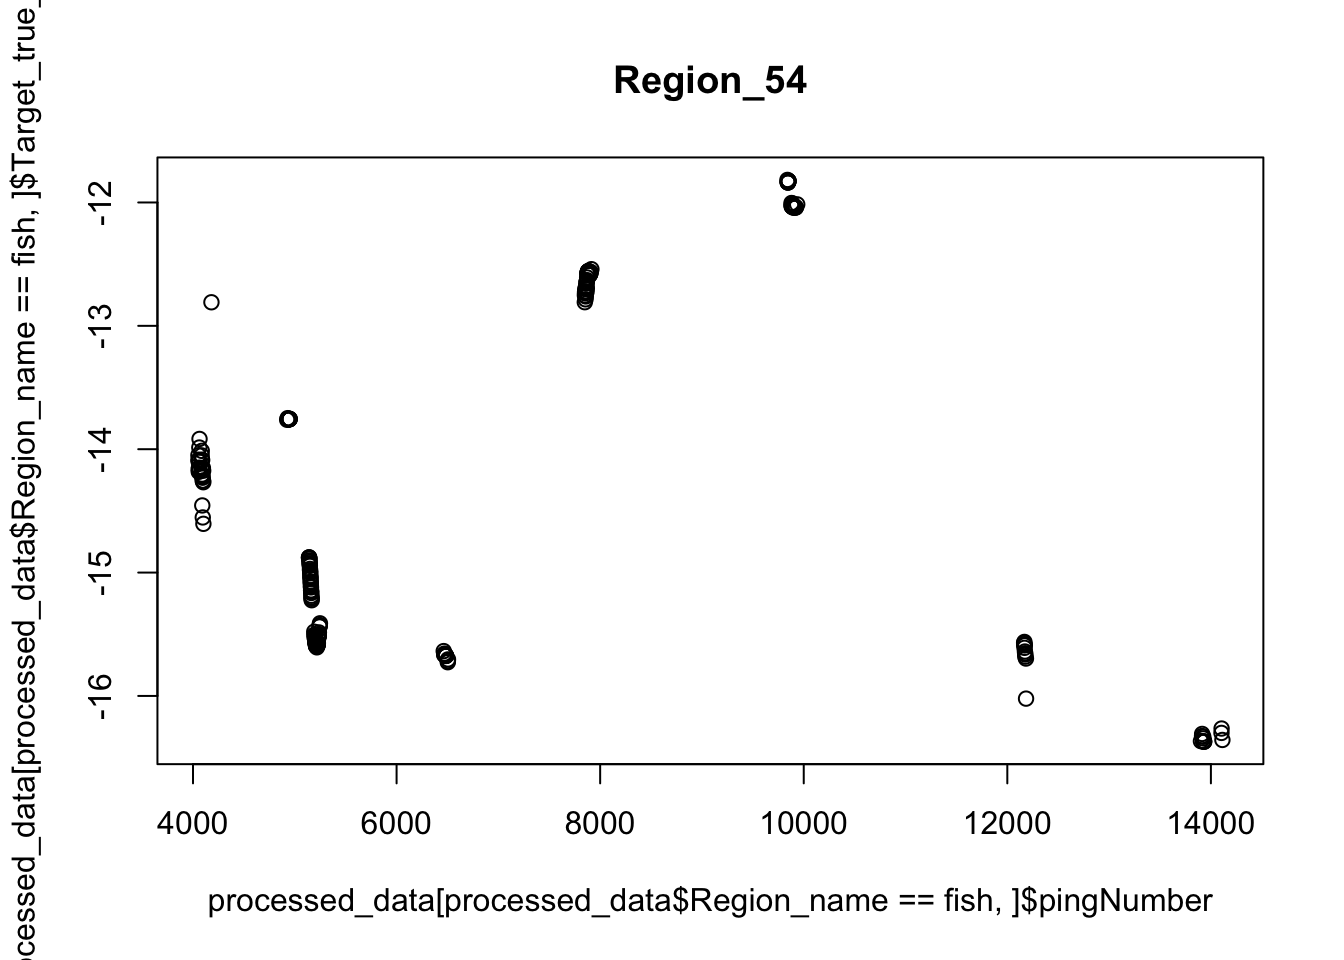 Region_54
ocessed_data[processed_data$Region_name == fish, ]$Target_true_
-12
-13
-14
-15
-16
4000 6000 8000 10000 12000 14000
processed_data[processed_data$Region_name == fish, ]$pingNumber